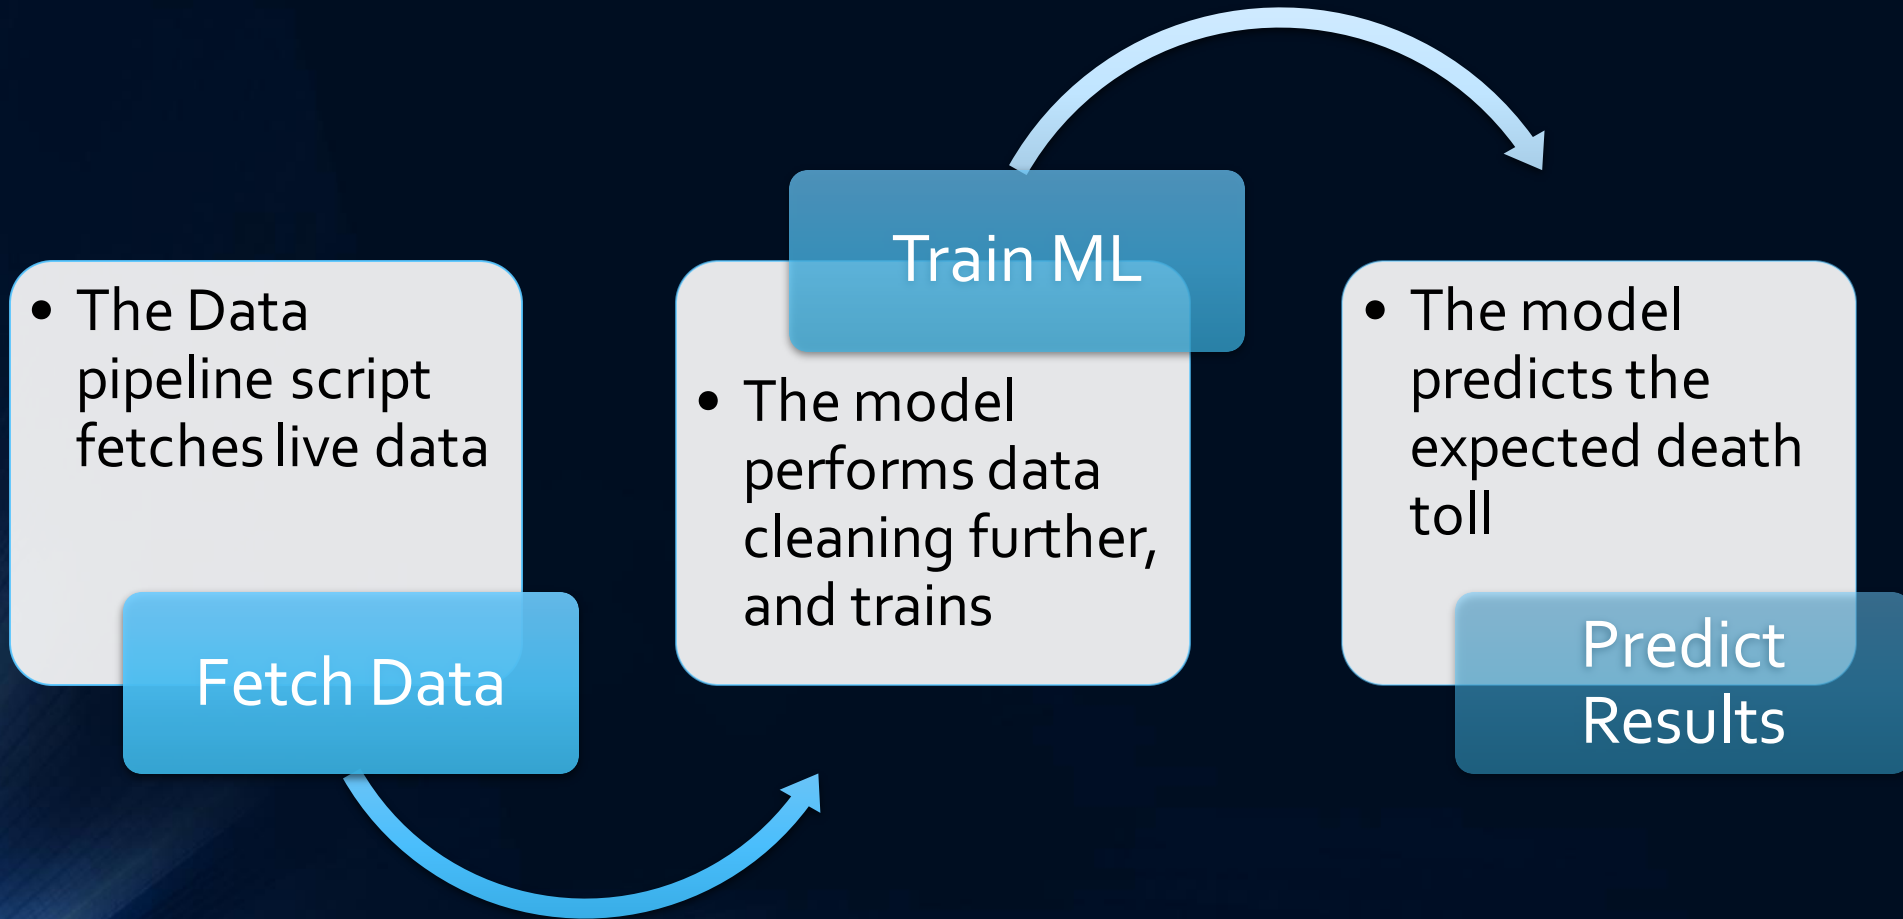 • The Data
pipeline script
fetches live data
Fetch Data
Train ML
• The model
performs data
cleaning further,
and trains
• The model
predicts the
expected death
toll
Predict
Results